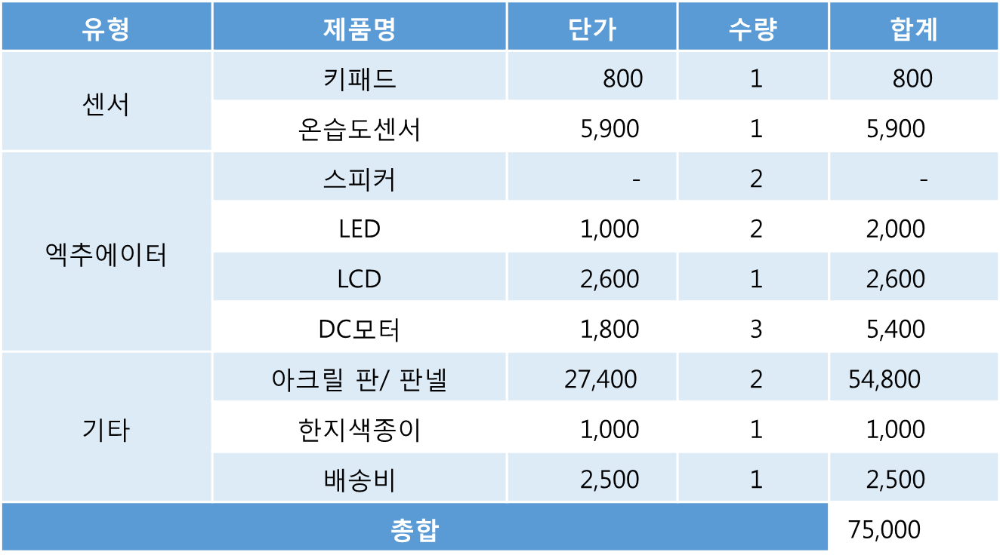 유형 제품명 단가 수량 합계
센서 키패드 800 1 800
온습도센서 5,900 1 5,900
엑추에이터 스피커 - 2 -
LED 1,000 2 2,000
LCD 2,600 1 2,600
DC모터 1,800 3 5,400
기타 아크릴 판/ 판넬 27,400 2 54,800
한지색종이 1,000 1 1,000
배송비 2,500 1 2,500
총합 75,000